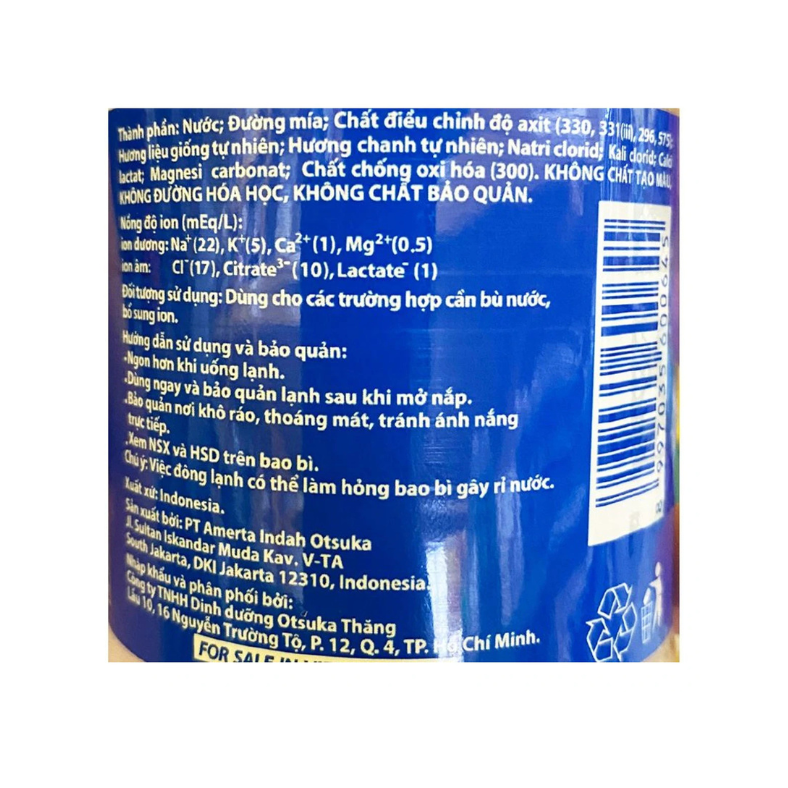 Thành phần: Nước; Đường mía; Chất điều chỉnh độ axit (330, 331(iii), 296, 575);
Hương liệu giống tự nhiên; Hương chanh tự nhiên; Natri clorid; Kali clorid; Calci
lactat; Magnesi carbonat; Chất chống oxi hóa (300). KHÔNG CHẤT TẠO MÀU,
KHÔNG ĐƯỜNG HÓA HỌC, KHÔNG CHẤT BẢO QUẢN.
Nồng độ ion (mEq/L):
ion dương: Na⁺(22), K⁺(5), Ca²⁺(1), Mg²⁺(0.5)
ion âm: Cl⁻(17), Citrate³⁻(10), Lactate⁻ (1)
Đối tượng sử dụng: Dùng cho các trường hợp cần bù nước,
bổ sung ion.
Hướng dẫn sử dụng và bảo quản:
.Ngon hơn khi uống lạnh.
.Dùng ngay và bảo quản lạnh sau khi mở nắp.
.Bảo quản nơi khô ráo, thoáng mát, tránh ánh nắng
trực tiếp.
.Xem NSX và HSD trên bao bì.
Chú ý: Việc đông lạnh có thể làm hỏng bao bì gây rỉ nước.
Xuất xứ: Indonesia.
Sản xuất bởi: PT Amerta Indah Otsuka
Jl. Sultan Iskandar Muda Kav. V-TA
South Jakarta, DKI Jakarta 12310, Indonesia.
Nhập khẩu và phân phối bởi:
Công ty TNHH Dinh dưỡng Otsuka Thăng
Lầu 10, 16 Nguyễn Trường Tộ, P. 12, Q. 4, TP. Hồ Chí Minh.
FOR SALE IN
8 997035 600645